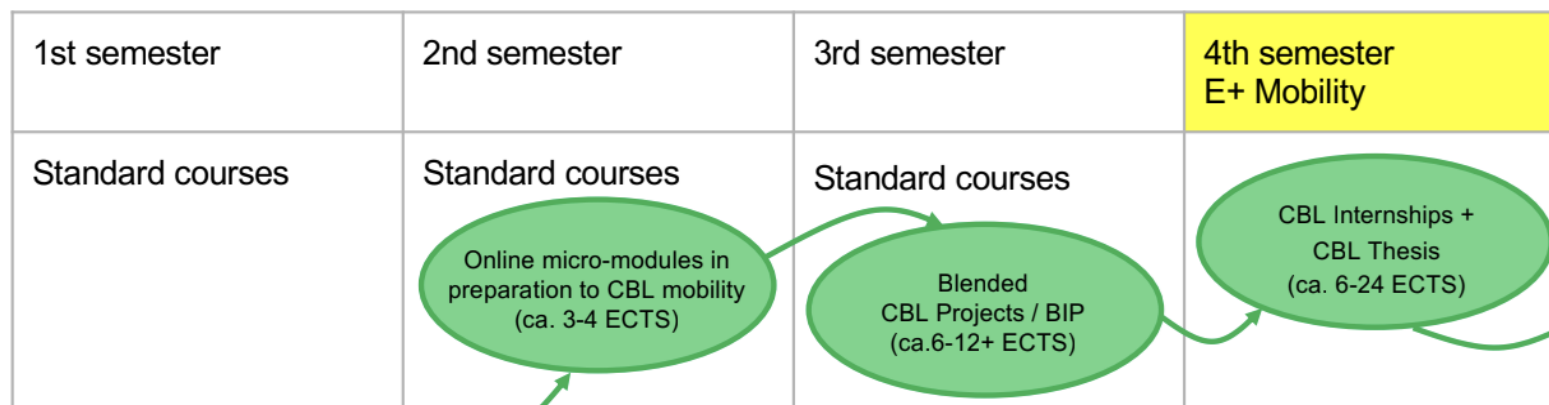 1st semester
2nd semester
3rd semester
4th semester
E+ Mobility
Standard courses
Standard courses
Online micro-modules in
preparation to CBL mobility
(ca. 3-4 ECTS)
Standard courses
Blended
CBL Projects / BIP
(ca.6-12+ ECTS)
CBL Internships +
CBL Thesis
(ca. 6-24 ECTS)